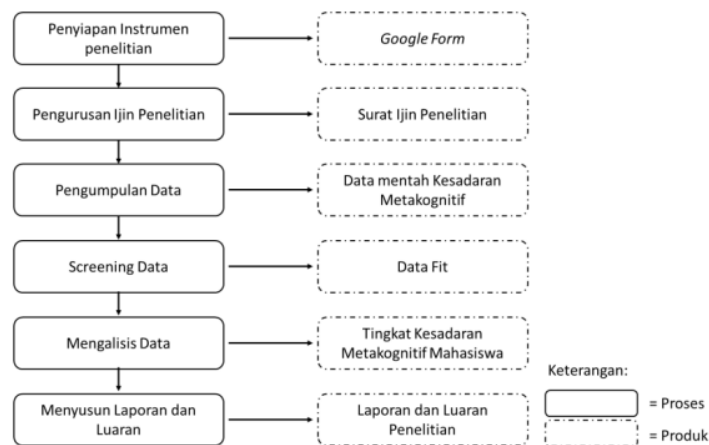 Penyiapan Instrumen
penelitian
Google Form
Pengurusan Ijin Penelitian
Surat Ijin Penelitian
Pengumpulan Data
Data mentah Kesadaran
Metakognitif
Screening Data
Data Fit
Mengalisis Data
Tingkat Kesadaran
Metakognitif Mahasiswa
Menyusun Laporan dan
Luaran
Laporan dan Luaran
Penelitian
Keterangan:
= Proses
= Produk